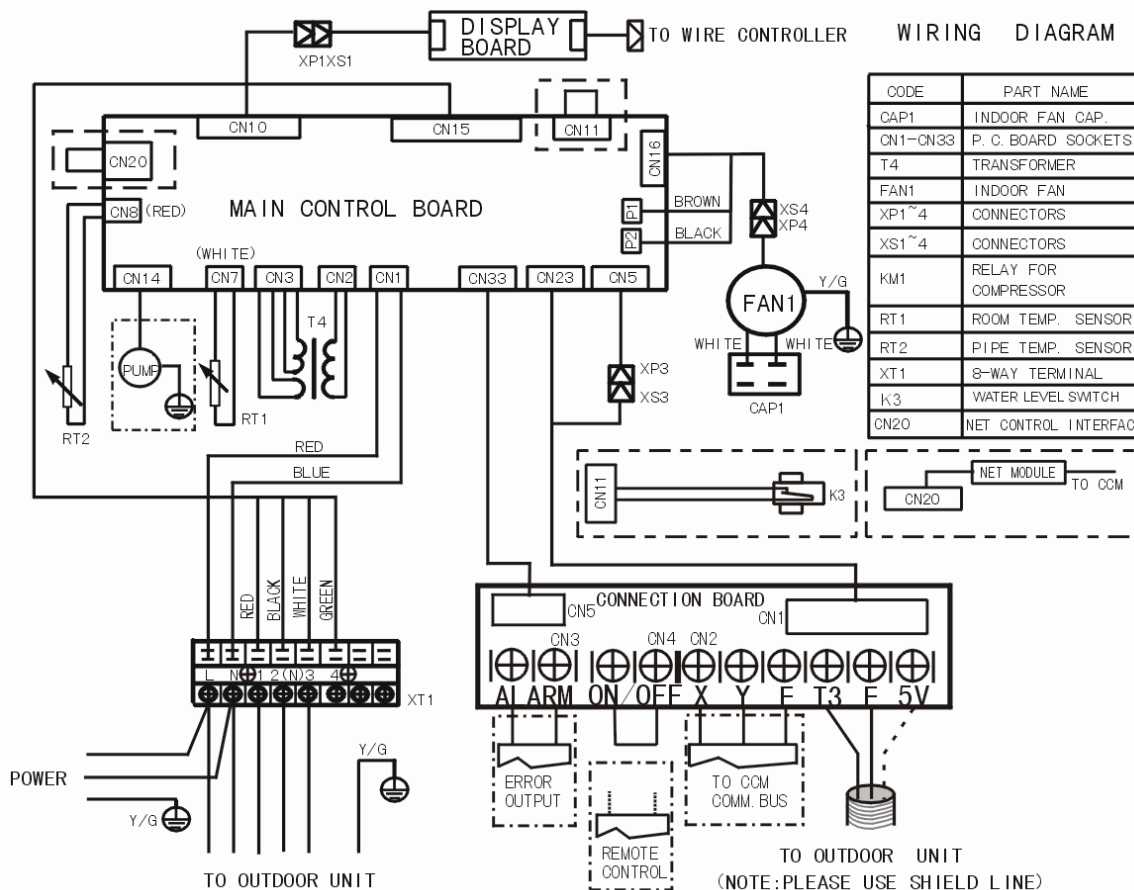 WIRING DIAGRAM
DISPLAY BOARD
XP1XS1
TO WIRE CONTROLLER
CODE PART NAME
CAP1 INDOOR FAN CAP.
CN1-CN33 P.C.BOARD SOCKETS
T4 TRANSFORMER
FAN1 INDOOR FAN
XP1~4 CONNECTORS
XS1~4 CONNECTORS
KM1 RELAY FOR COMPRESSOR
RT1 ROOM TEMP. SENSOR
RT2 PIPE TEMP. SENSOR
XT1 8-WAY TERMINAL
K3 WATER LEVEL SWITCH
CN20 NET CONTROL INTERFAC
CN10
CN15
CN11
CN20
CN16
CN8 (RED)
MAIN CONTROL BOARD
P1
BROWN
P2
BLACK
XS4
XP4
(WHITE)
CN14
CN7
CN3
CN2
CN1
CN33
CN23
CN5
FAN1
Y/G
WHITE
WHITE
CAP1
T4
PUMP
RT2
RT1
XP3
XS3
RED
BLUE
CN11
K3
NET MODULE
CN20
TO CCM
RED
BLACK
WHITE
GREEN
CONNECTION BOARD
CN5
CN1
CN3
CN4
CN2
L N 1 2(N) 3 4
XT1
AL ARM ON/OFF X Y E T3 E 5V
POWER
Y/G
Y/G
ERROR
OUTPUT
REMOTE
CONTROL
TO CCM
COMM.BUS
TO OUTDOOR UNIT
TO OUTDOOR UNIT
(NOTE:PLEASE USE SHIELD LINE)